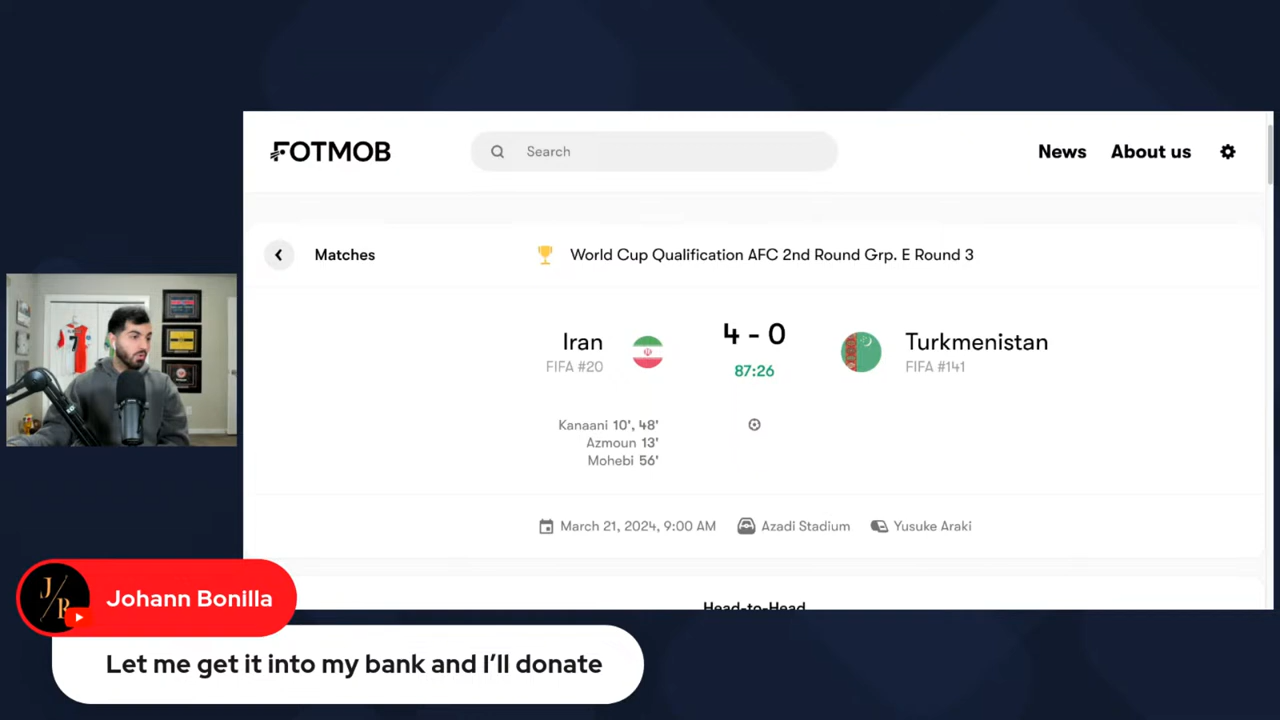 FOTMOB
Search
News
About us
Matches
World Cup Qualification AFC 2nd Round Grp. E Round 3
Iran
FIFA #20
4 - 0
87:26
Turkmenistan
FIFA #141
Kanaani 10', 48'
Azmoun 13'
Mohebi 56'
March 21, 2024, 9:00 AM
Azadi Stadium
Yusuke Araki
Head-to-Head
J/R
Johann Bonilla
Let me get it into my bank and I’ll donate
7